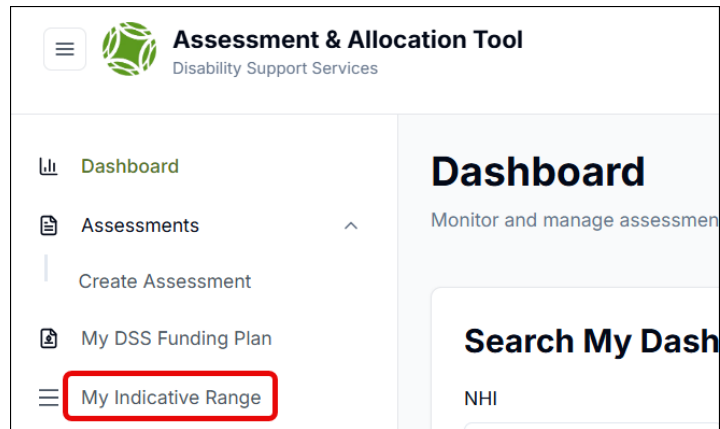 Assessment & Allocation Tool
Disability Support Services
Dashboard
Assessments
Create Assessment
My DSS Funding Plan
My Indicative Range
Dashboard
Monitor and manage assessmen
Search My Dash
NHI